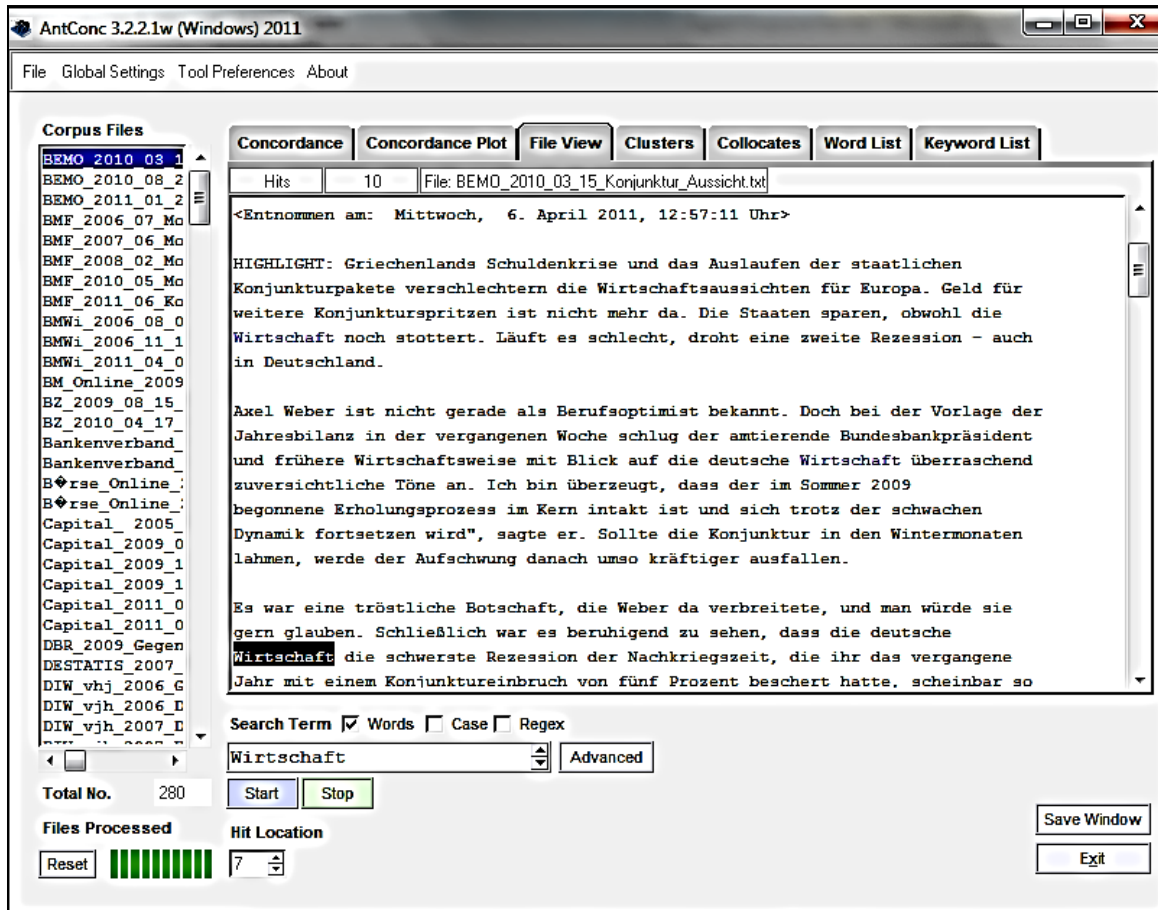 AntConc 3.2.2.1w (Windows) 2011
File Global Settings Tool Preferences About
Corpus Files
BEMO_2010_03_1
BEMO_2010_08_2
BEMO_2011_01_2
BMF_2006_07_Mo
BMF_2007_06_Mo
BMF_2008_02_Mo
BMF_2010_05_Mo
BMF_2011_06_Ko
BMWi_2006_08_0
BMWi_2006_11_1
BMWi_2011_04_0
BM_Online_2009
BZ_2009_08_15_
BZ_2010_04_17_
Bankenverband_
Bankenverband_
B�rse_Online_
B�rse_Online_
Capital_ 2005_
Capital_2009_0
Capital_2009_1
Capital_2009_1
Capital_2011_0
Capital_2011_0
DBR_2009_Gegen
DESTATIS_2007_
DIW_vhj_2006_G
DIW_vjh_2006_D
DIW_vjh_2007_D
Total No. 280
Files Processed
Reset
Concordance Concordance Plot File View Clusters Collocates Word List Keyword List
Hits 10 File: BEMO_2010_03_15_Konjunktur_Aussicht.txt
<Entnommen am: Mittwoch, 6. April 2011, 12:57:11 Uhr>
HIGHLIGHT: Griechenlands Schuldenkrise und das Auslaufen der staatlichen
Konjunkturpakete verschlechtern die Wirtschaftsaussichten für Europa. Geld für
weitere Konjunkturspritzen ist nicht mehr da. Die Staaten sparen, obwohl die
Wirtschaft noch stottert. Läuft es schlecht, droht eine zweite Rezession – auch
in Deutschland.
Axel Weber ist nicht gerade als Berufsoptimist bekannt. Doch bei der Vorlage der
Jahresbilanz in der vergangenen Woche schlug der amtierende Bundesbankpräsident
und frühere Wirtschaftsweise mit Blick auf die deutsche Wirtschaft überraschend
zuversichtliche Töne an. Ich bin überzeugt, dass der im Sommer 2009
begonnene Erholungsprozess im Kern intakt ist und sich trotz der schwachen
Dynamik fortsetzen wird", sagte er. Sollte die Konjunktur in den Wintermonaten
lahmen, werde der Aufschwung danach umso kräftiger ausfallen.
Es war eine tröstliche Botschaft, die Weber da verbreitete, und man würde sie
gern glauben. Schließlich war es beruhigend zu sehen, dass die deutsche
Wirtschaft die schwerste Rezession der Nachkriegszeit, die ihr das vergangene
Jahr mit einem Konjunktureinbruch von fünf Prozent beschert hatte, scheinbar so
Search Term Words Case Regex
Wirtschaft Advanced
Start Stop
Hit Location
7
Save Window
Exit